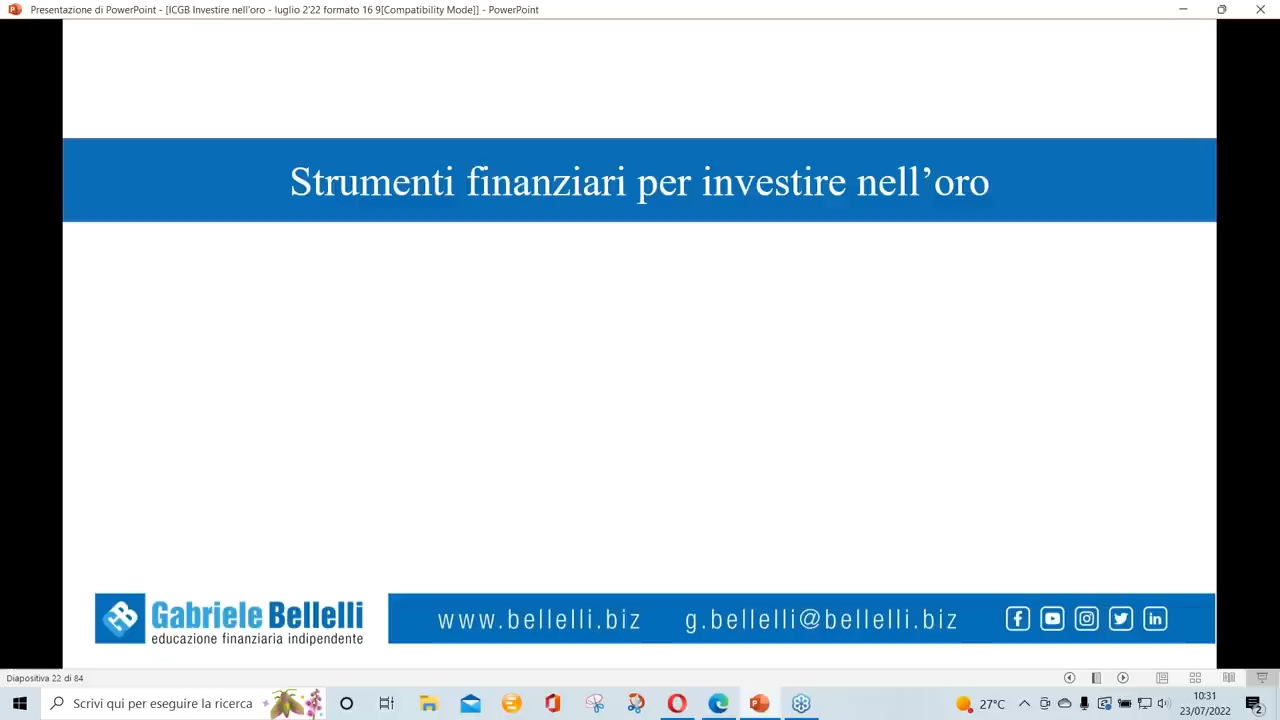 Presentazione di PowerPoint - [ICGB Investire nell'oro - luglio 2'22 formato 16 9[Compatibility Mode]] - PowerPoint
Strumenti finanziari per investire nell’oro
Gabriele Bellelli
educazione finanziaria indipendente
www.bellelli.biz g.bellelli@bellelli.biz
Diapositiva 22 di 84
Scrivi qui per eseguire la ricerca
27°C
10:31
23/07/2022
2